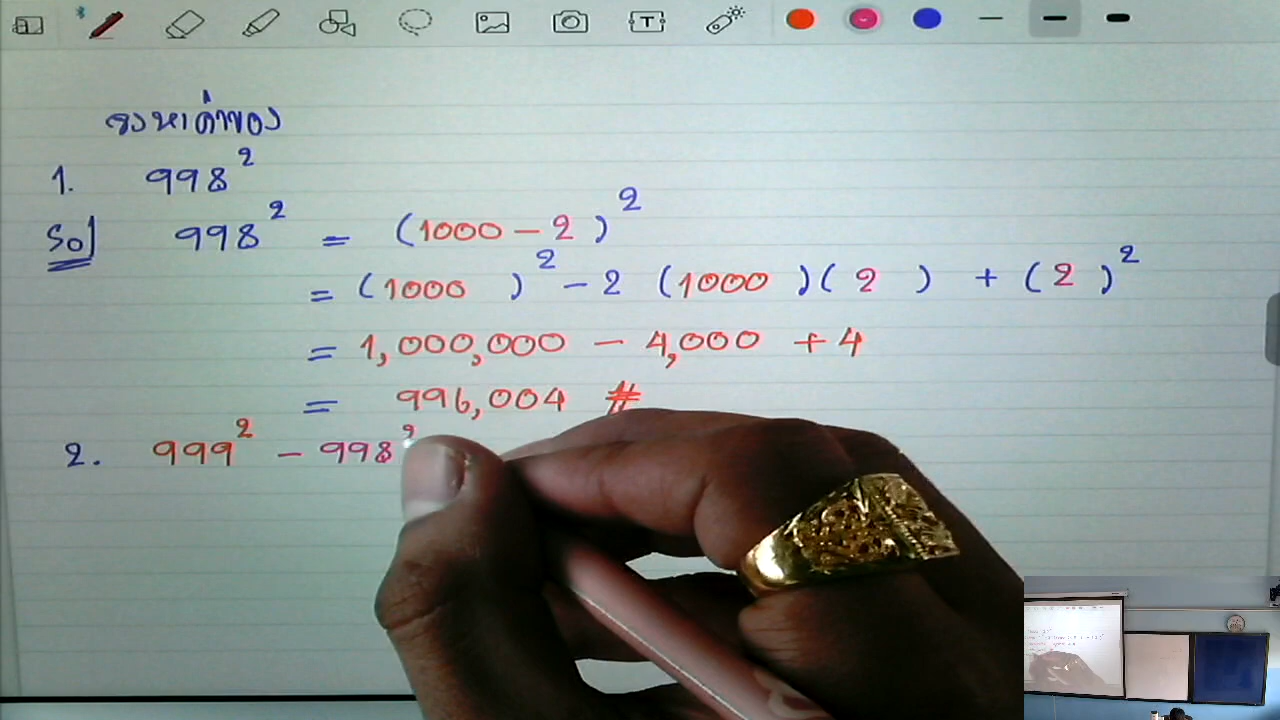 จงหาค่าของ
1. 998²
Sol 998² = (1000 - 2)²
= (1000)² - 2 (1000)(2) + (2)²
= 1,000,000 - 4,000 + 4
= 996,004 #
2. 999² - 998²